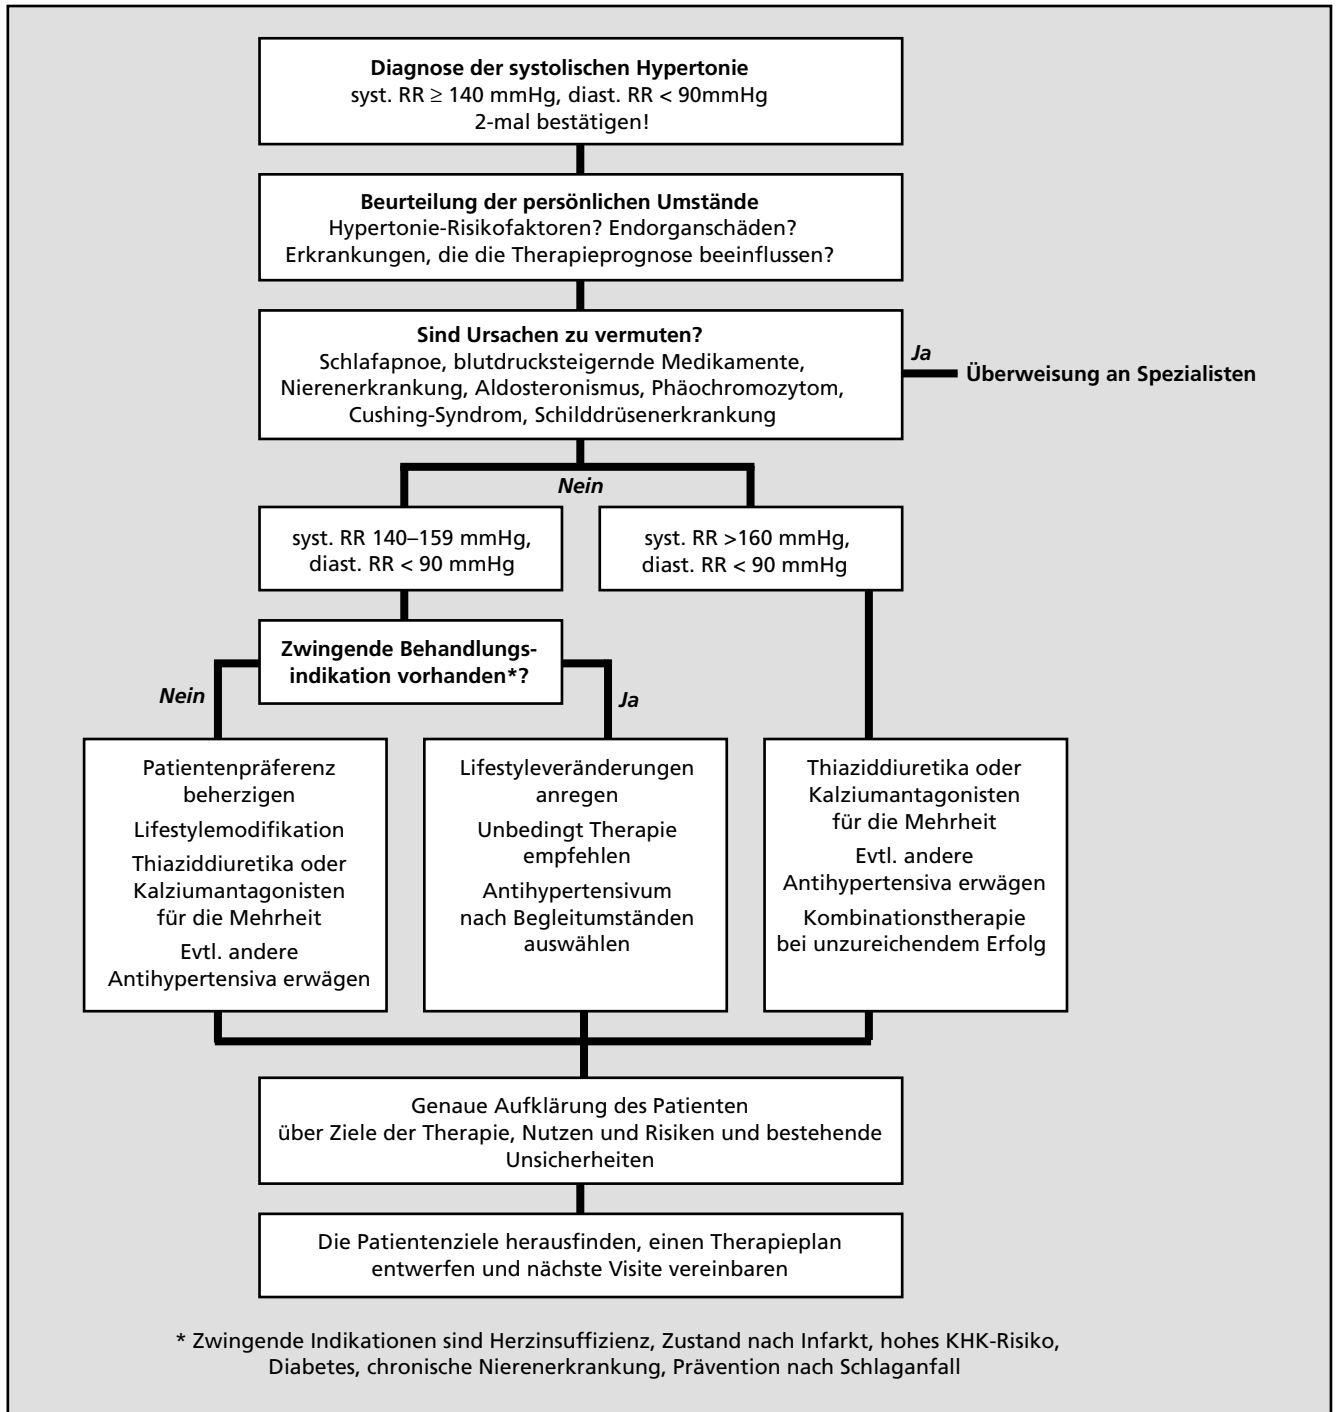 Diagnose der systolischen Hypertonie
syst. RR ≥ 140 mmHg, diast. RR < 90mmHg
2-mal bestätigen!
Beurteilung der persönlichen Umstände
Hypertonie-Risikofaktoren? Endorganschäden?
Erkrankungen, die die Therapieprognose beeinflussen?
Sind Ursachen zu vermuten?
Schlafapnoe, blutdrucksteigernde Medikamente,
Nierenerkrankung, Aldosteronismus, Phäochromozytom,
Cushing-Syndrom, Schilddrüsenerkrankung
Ja
Überweisung an Spezialisten
Nein
syst. RR 140–159 mmHg,
diast. RR < 90 mmHg
syst. RR >160 mmHg,
diast. RR < 90 mmHg
Zwingende Behandlungs-
indikation vorhanden*?
Nein
Ja
Patientenpräferenz
beherzigen
Lifestylemodifikation
Thiaziddiuretika oder
Kalziumantagonisten
für die Mehrheit
Evtl. andere
Antihypertensiva erwägen
Lifestyleveränderungen
anregen
Unbedingt Therapie
empfehlen
Antihypertensivum
nach Begleitumständen
auswählen
Thiaziddiuretika oder
Kalziumantagonisten
für die Mehrheit
Evtl. andere
Antihypertensiva erwägen
Kombinationstherapie
bei unzureichendem Erfolg
Genaue Aufklärung des Patienten
über Ziele der Therapie, Nutzen und Risiken und bestehende
Unsicherheiten
Die Patientenziele herausfinden, einen Therapieplan
entwerfen und nächste Visite vereinbaren
* Zwingende Indikationen sind Herzinsuffizienz, Zustand nach Infarkt, hohes KHK-Risiko,
Diabetes, chronische Nierenerkrankung, Prävention nach Schlaganfall